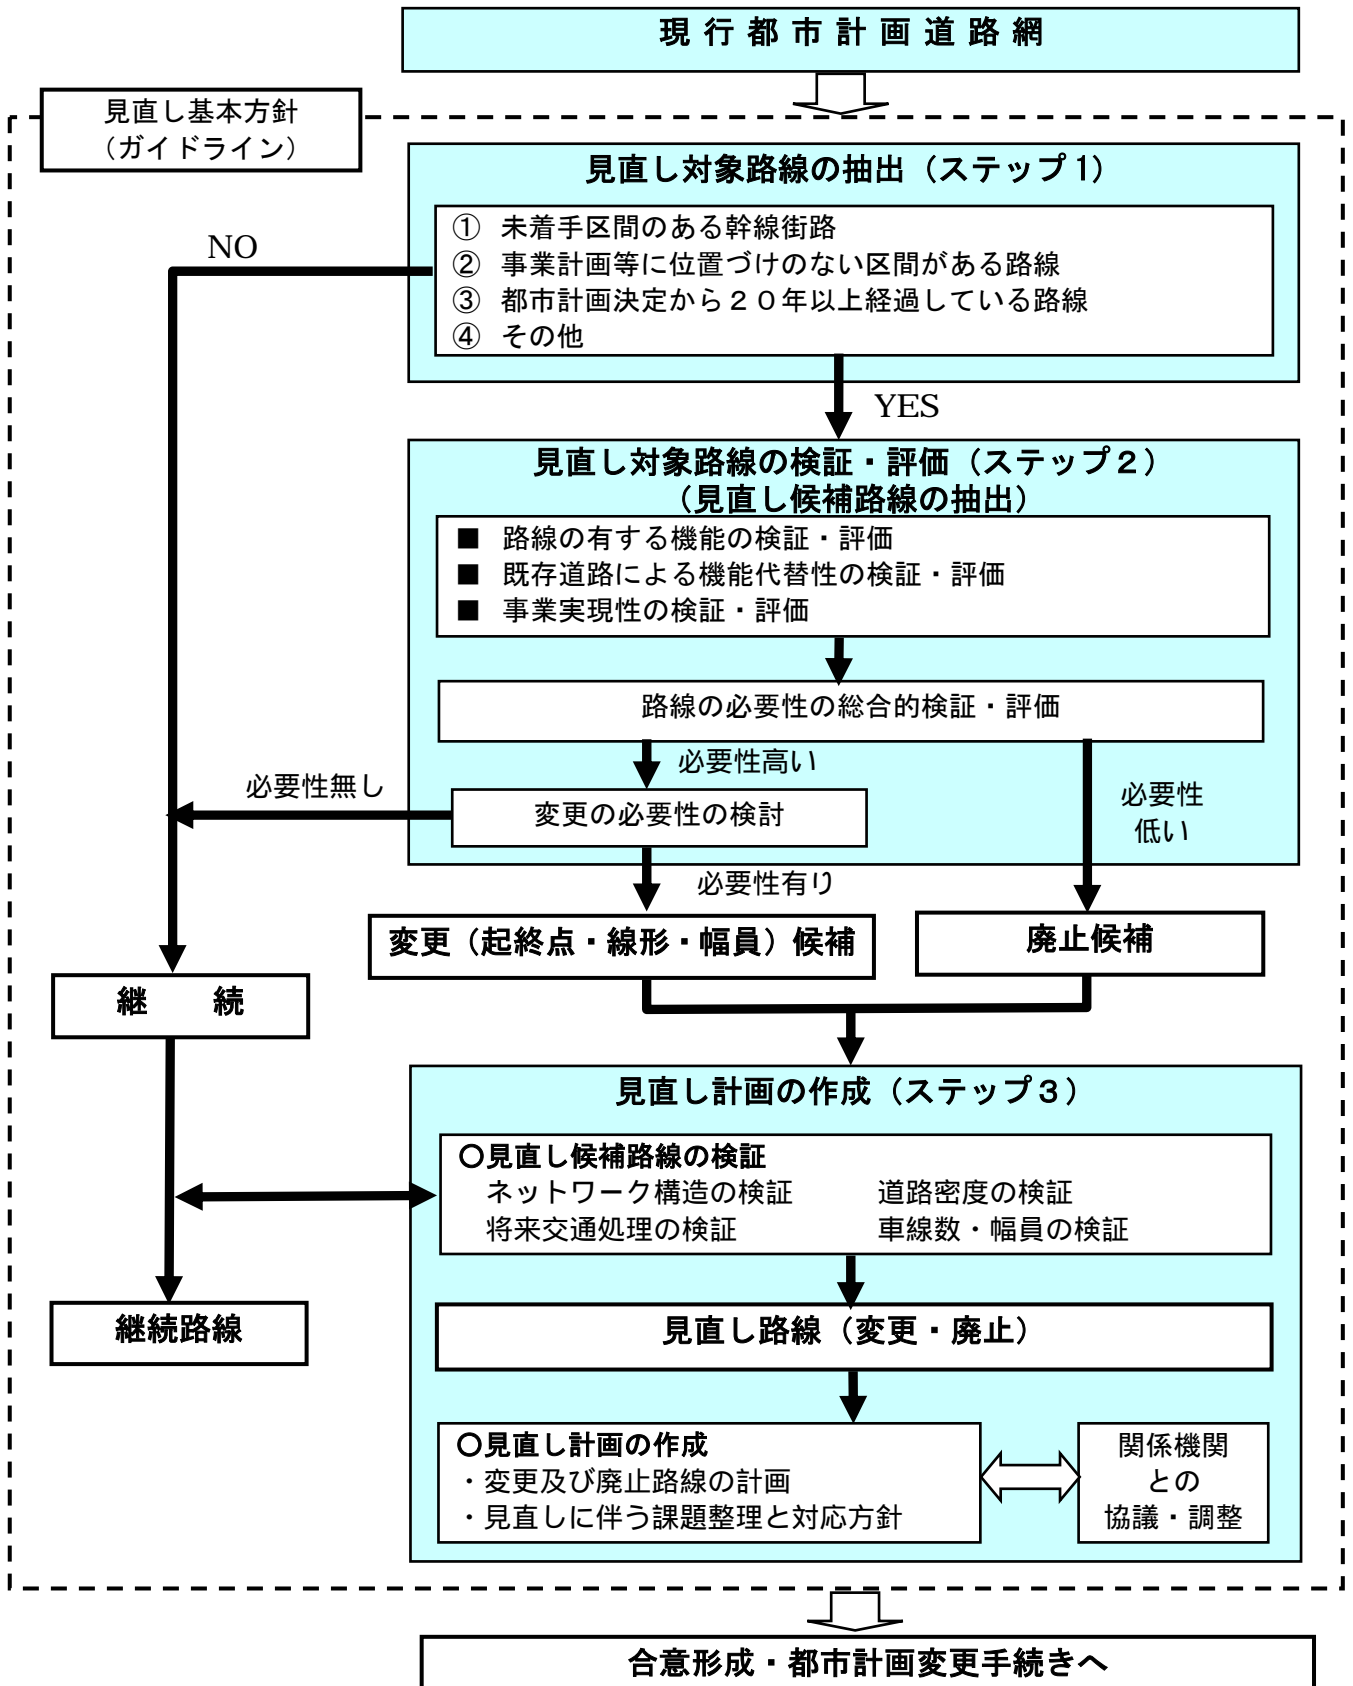 現行都市計画道路網
見直し基本方針
（ガイドライン）
見直し対象路線の抽出（ステップ1）
① 未着手区間のある幹線街路
② 事業計画等に位置づけのない区間がある路線
③ 都市計画決定から２０年以上経過している路線
④ その他
NO
YES
見直し対象路線の検証・評価（ステップ２）
（見直し候補路線の抽出）
■ 路線の有する機能の検証・評価
■ 既存道路による機能代替性の検証・評価
■ 事業実現性の検証・評価
路線の必要性の総合的検証・評価
必要性高い
必要性無し
変更の必要性の検討
必要性
低い
必要性有り
変更（起終点・線形・幅員）候補
廃止候補
継　続
見直し計画の作成（ステップ３）
〇見直し候補路線の検証
ネットワーク構造の検証　道路密度の検証
将来交通処理の検証　車線数・幅員の検証
継続路線
見直し路線（変更・廃止）
〇見直し計画の作成
・変更及び廃止路線の計画
・見直しに伴う課題整理と対応方針
関係機関
との
協議・調整
合意形成・都市計画変更手続きへ